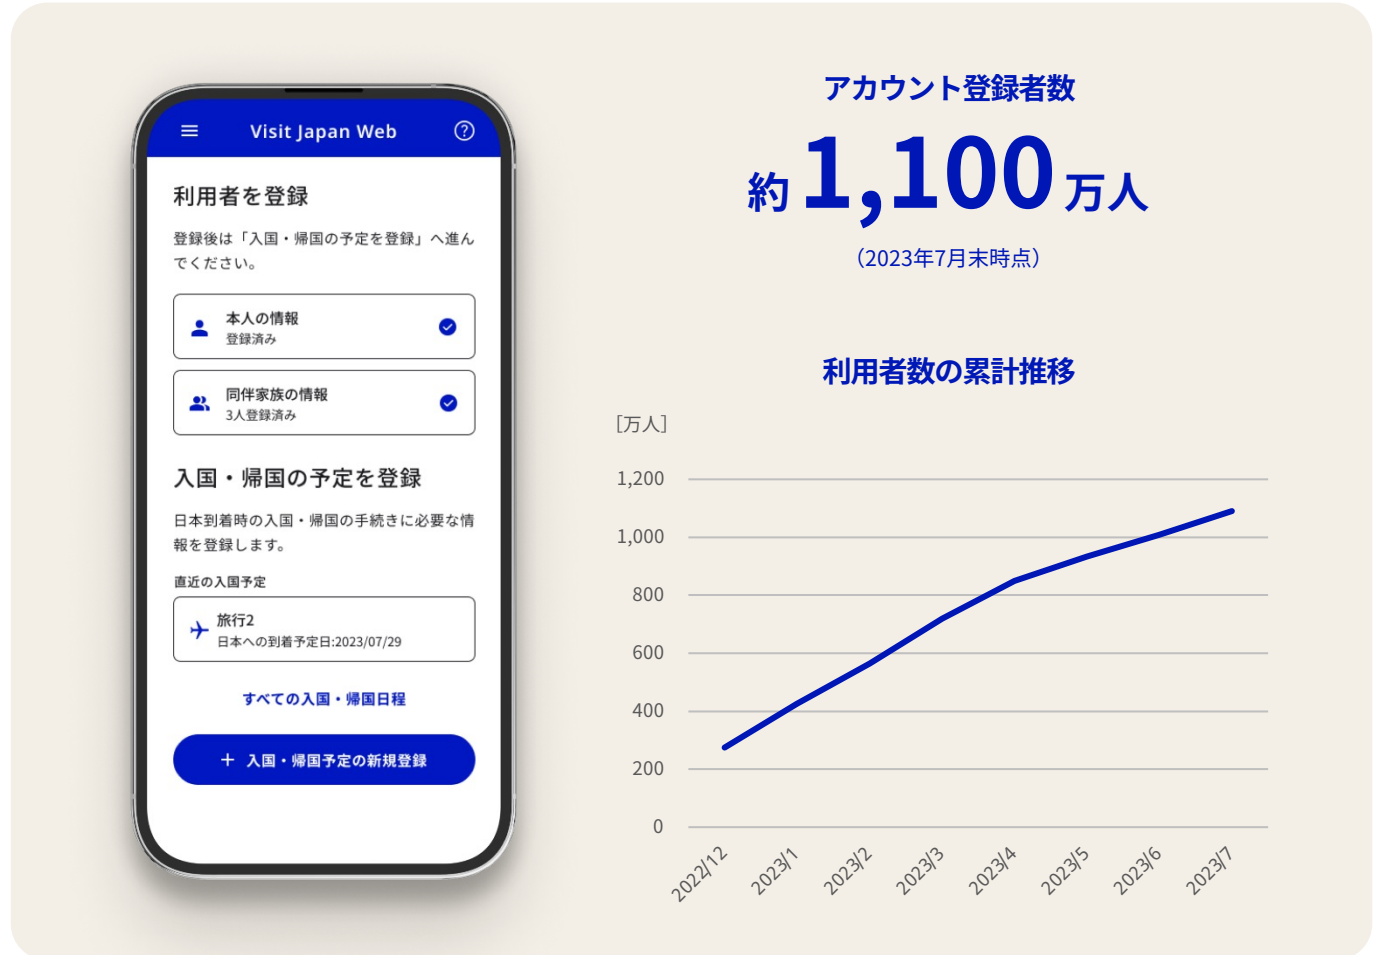 Visit Japan Web
利用者を登録
登録後は「入国・帰国の予定を登録」へ進ん
でください。
本人の情報
登録済み
同伴家族の情報
3人登録済み
入国・帰国の予定を登録
日本到着時の入国・帰国の手続きに必要な情
報を登録します。
直近の入国予定
旅行2
日本への到着予定日:2023/07/29
すべての入国・帰国日程
+ 入国・帰国予定の新規登録
アカウント登録者数
約 1,100 万人
（2023年7月末時点）
利用者数の累計推移
［万人］
1,200
1,000
800
600
400
200
0
2022/12
2023/1
2023/2
2023/3
2023/4
2023/5
2023/6
2023/7